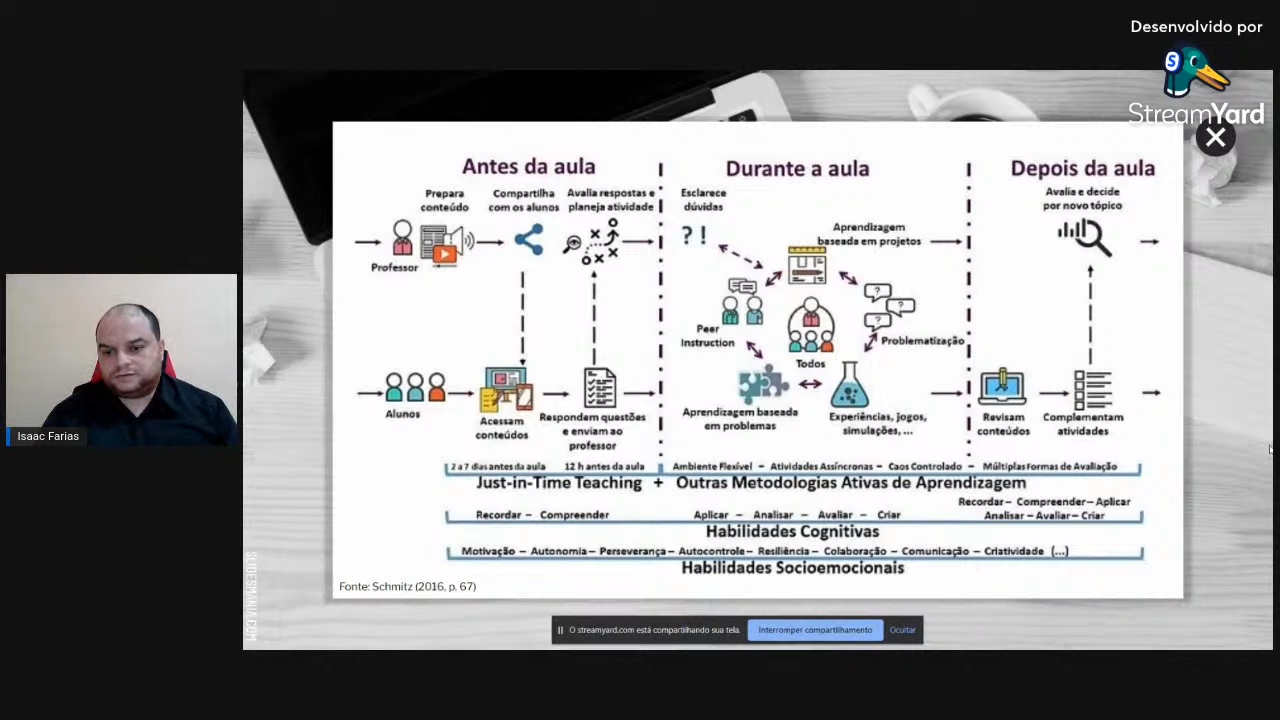 Desenvolvido por
StreamYard
Antes da aula
Durante a aula
Depois da aula
Prepara
conteúdo
Compartilha
com os alunos
Avalia respostas e
planeja atividade
Esclarece
dúvidas
Avalia e decide
por novo tópico
? !
Aprendizagem
baseada em projetos
Professor
Peer
Instruction
Problematização
Todos
Alunos
Acessam
conteúdos
Respondem questões
e enviam ao
professor
Aprendizagem baseada
em problemas
Experiências, jogos,
simulações, ...
Revisam
conteúdos
Complementam
atividades
2 a 7 dias antes da aula 12 h antes da aula Ambiente Flexível – Atividades Assíncronas – Caos Controlado – Múltiplas Formas de Avaliação
Just-in-Time Teaching + Outras Metodologias Ativas de Aprendizagem
Recordar – Compreender Aplicar – Analisar – Avaliar – Criar
Recordar – Compreender – Aplicar
Analisar – Avaliar – Criar
Habilidades Cognitivas
Motivação – Autonomia – Perseverança – Autocontrole – Resiliência – Colaboração – Comunicação – Criatividade (...)
Habilidades Socioemocionais
Fonte: Schmitz (2016, p. 67)
SLIDESMANIA.COM
Isaac Farias
O streamyard.com está compartilhando sua tela. Interromper compartilhamento Ocultar